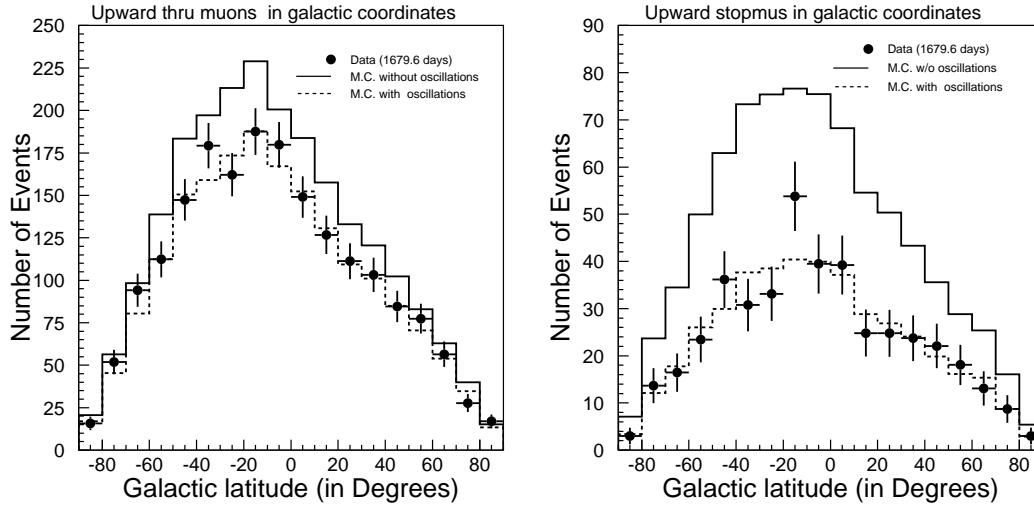 Upward thru muons in galactic coordinates
250
225
200
175
150
125
100
75
50
25
0
Number of Events
Data (1679.6 days)
M.C. without oscillations
M.C. with oscillations
-80 -60 -40 -20 0 20 40 60 80
Galactic latitude (in Degrees)
Upward stopmus in galactic coordinates
90
80
70
60
50
40
30
20
10
0
Number of Events
Data (1679.6 days)
M.C. w/o oscillations
M.C. with oscillations
-80 -60 -40 -20 0 20 40 60 80
Galactic latitude (in Degrees)